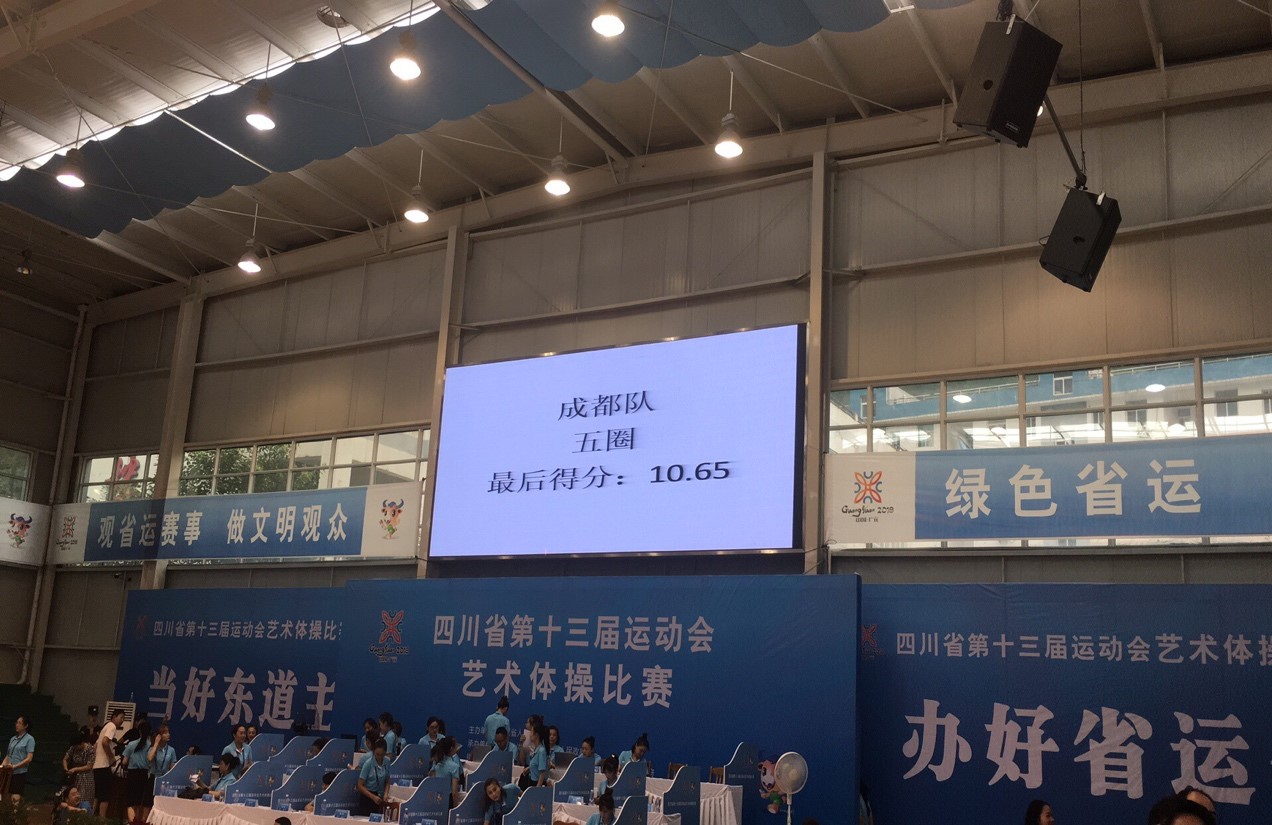 成都队
五圈
最后得分：10.65
观省运赛事 做文明观众
Guangyuan 2018
绿色省运
四川省第十三届运动会艺术体操比
当好东道主
四川省第十三届运动会
艺术体操比赛
四川省第十三届运动会艺术体操
办好省运